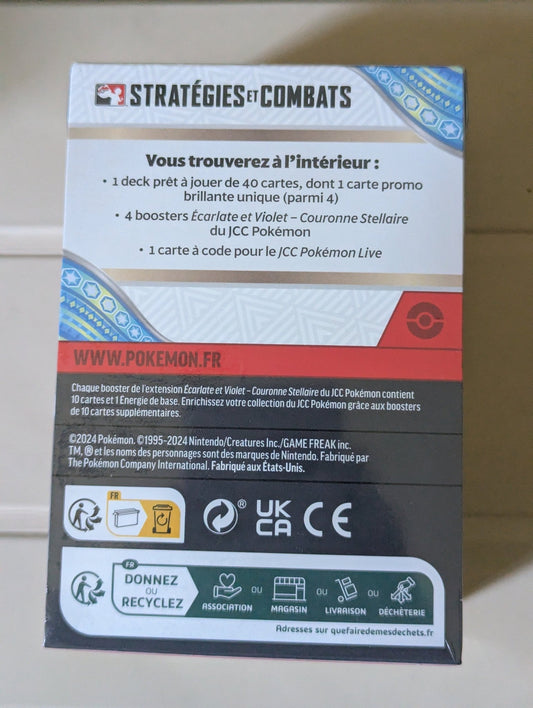 STRATÉGIES ET COMBATS
Vous trouverez à l'intérieur :
• 1 deck prêt à jouer de 40 cartes, dont 1 carte promo
brillante unique (parmi 4)
• 4 boosters Écarlate et Violet – Couronne Stellaire
du JCC Pokémon
• 1 carte à code pour le JCC Pokémon Live
WWW.POKEMON.FR
Chaque booster de l'extension Écarlate et Violet – Couronne Stellaire du JCC Pokémon contient
10 cartes et 1 Énergie de base. Enrichissez votre collection du JCC Pokémon grâce aux boosters
de 10 cartes supplémentaires.
©2024 Pokémon. ©1995-2024 Nintendo/Creatures Inc./GAME FREAK inc.
TM, ® et les noms des personnages sont des marques de Nintendo. Fabriqué par
The Pokémon Company International. Fabriqué aux États-Unis.
FR
® UK
CA CE
FR
DONNEZ
OU
RECYCLEZ
ASSOCIATION OU MAGASIN OU LIVRAISON OU DÉCHÈTERIE
Adresses sur quefairedemesdechets.fr